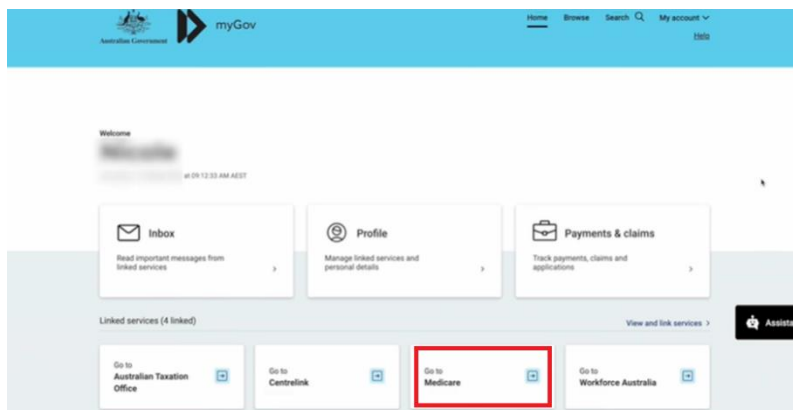 myGov
Australian Government
Home Browse Search My account
Help
Welcome
at 09:12:33 AM AEST
Inbox
Read important messages from
linked services
Profile
Manage linked services and
personal details
Payments & claims
Track payments, claims and
applications
Linked services (4 linked)
View and link services
Assista
Go to
Australian Taxation
Office
Go to
Centrelink
Go to
Medicare
Go to
Workforce Australia